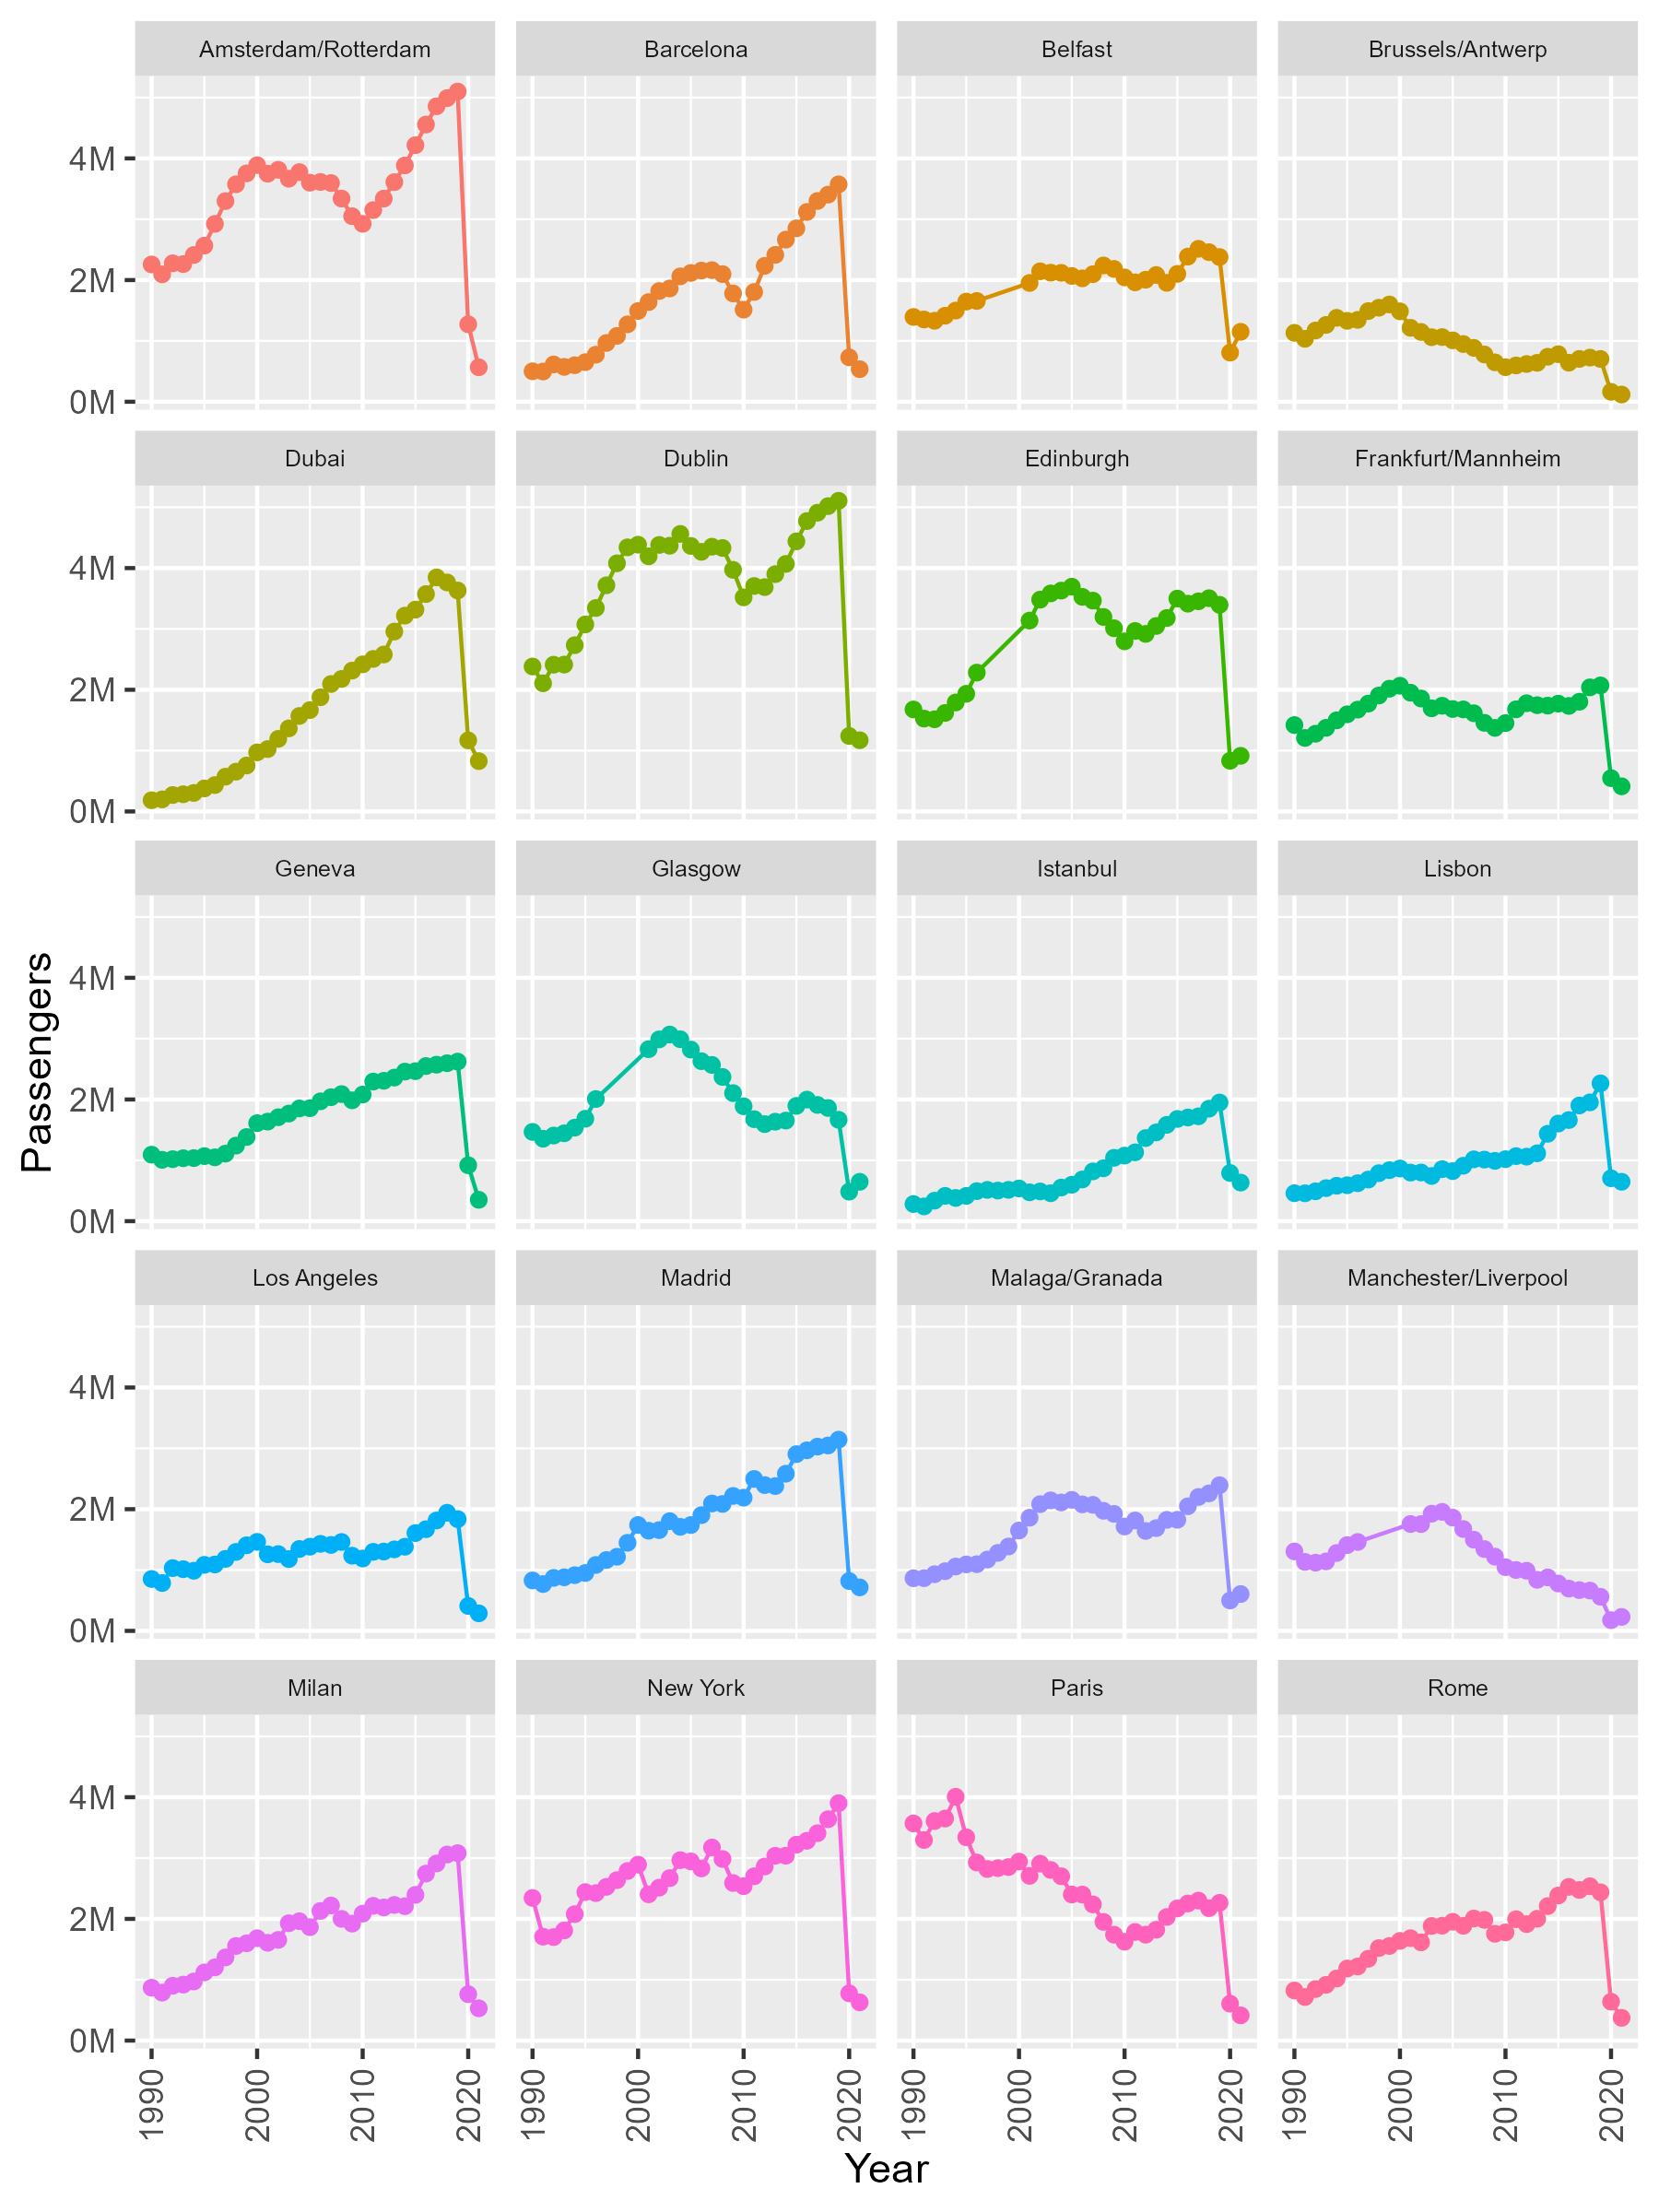 Amsterdam/Rotterdam
Barcelona
Belfast
Brussels/Antwerp
4M
2M
0M
Dubai
Dublin
Edinburgh
Frankfurt/Mannheim
4M
2M
0M
Geneva
Glasgow
Istanbul
Lisbon
4M
2M
0M
Passengers
Los Angeles
Madrid
Malaga/Granada
Manchester/Liverpool
4M
2M
0M
Milan
New York
Paris
Rome
4M
2M
0M
1990
2000
2010
2020
1990
2000
2010
2020
1990
2000
2010
2020
1990
2000
2010
2020
Year